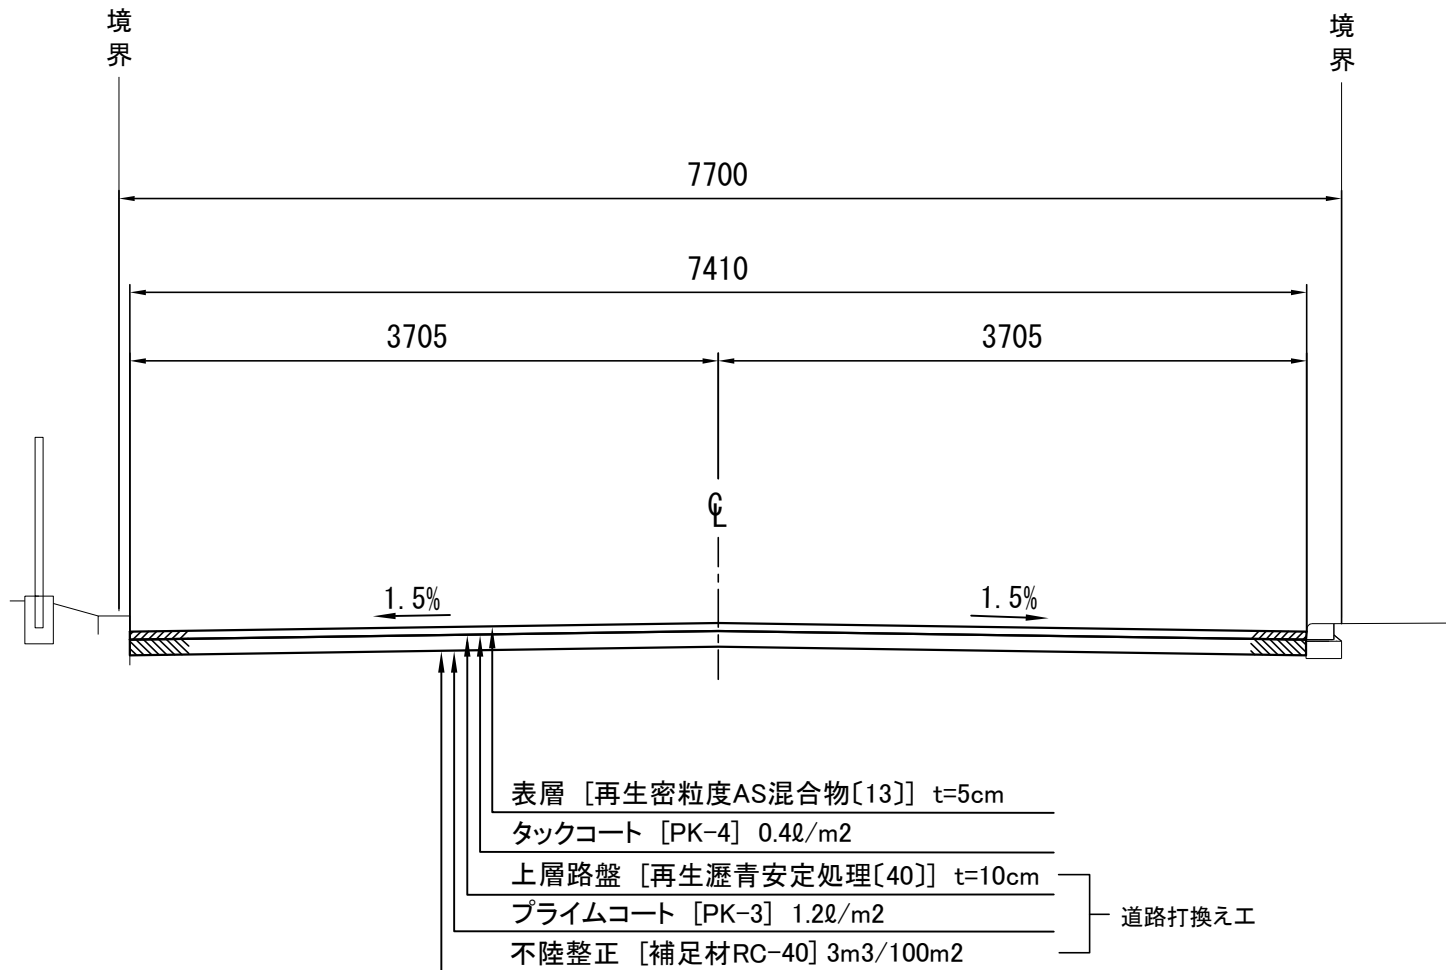 境界
境界
7700
7410
3705
3705
CL
1.5%
1.5%
表層 [再生密粒度AS混合物〔13〕] t=5cm
タックコート [PK-4] 0.4ℓ/m2
上層路盤 [再生瀝青安定処理〔40〕] t=10cm
プライムコート [PK-3] 1.2ℓ/m2
道路打換え工
不陸整正 [補足材RC-40] 3m3/100m2